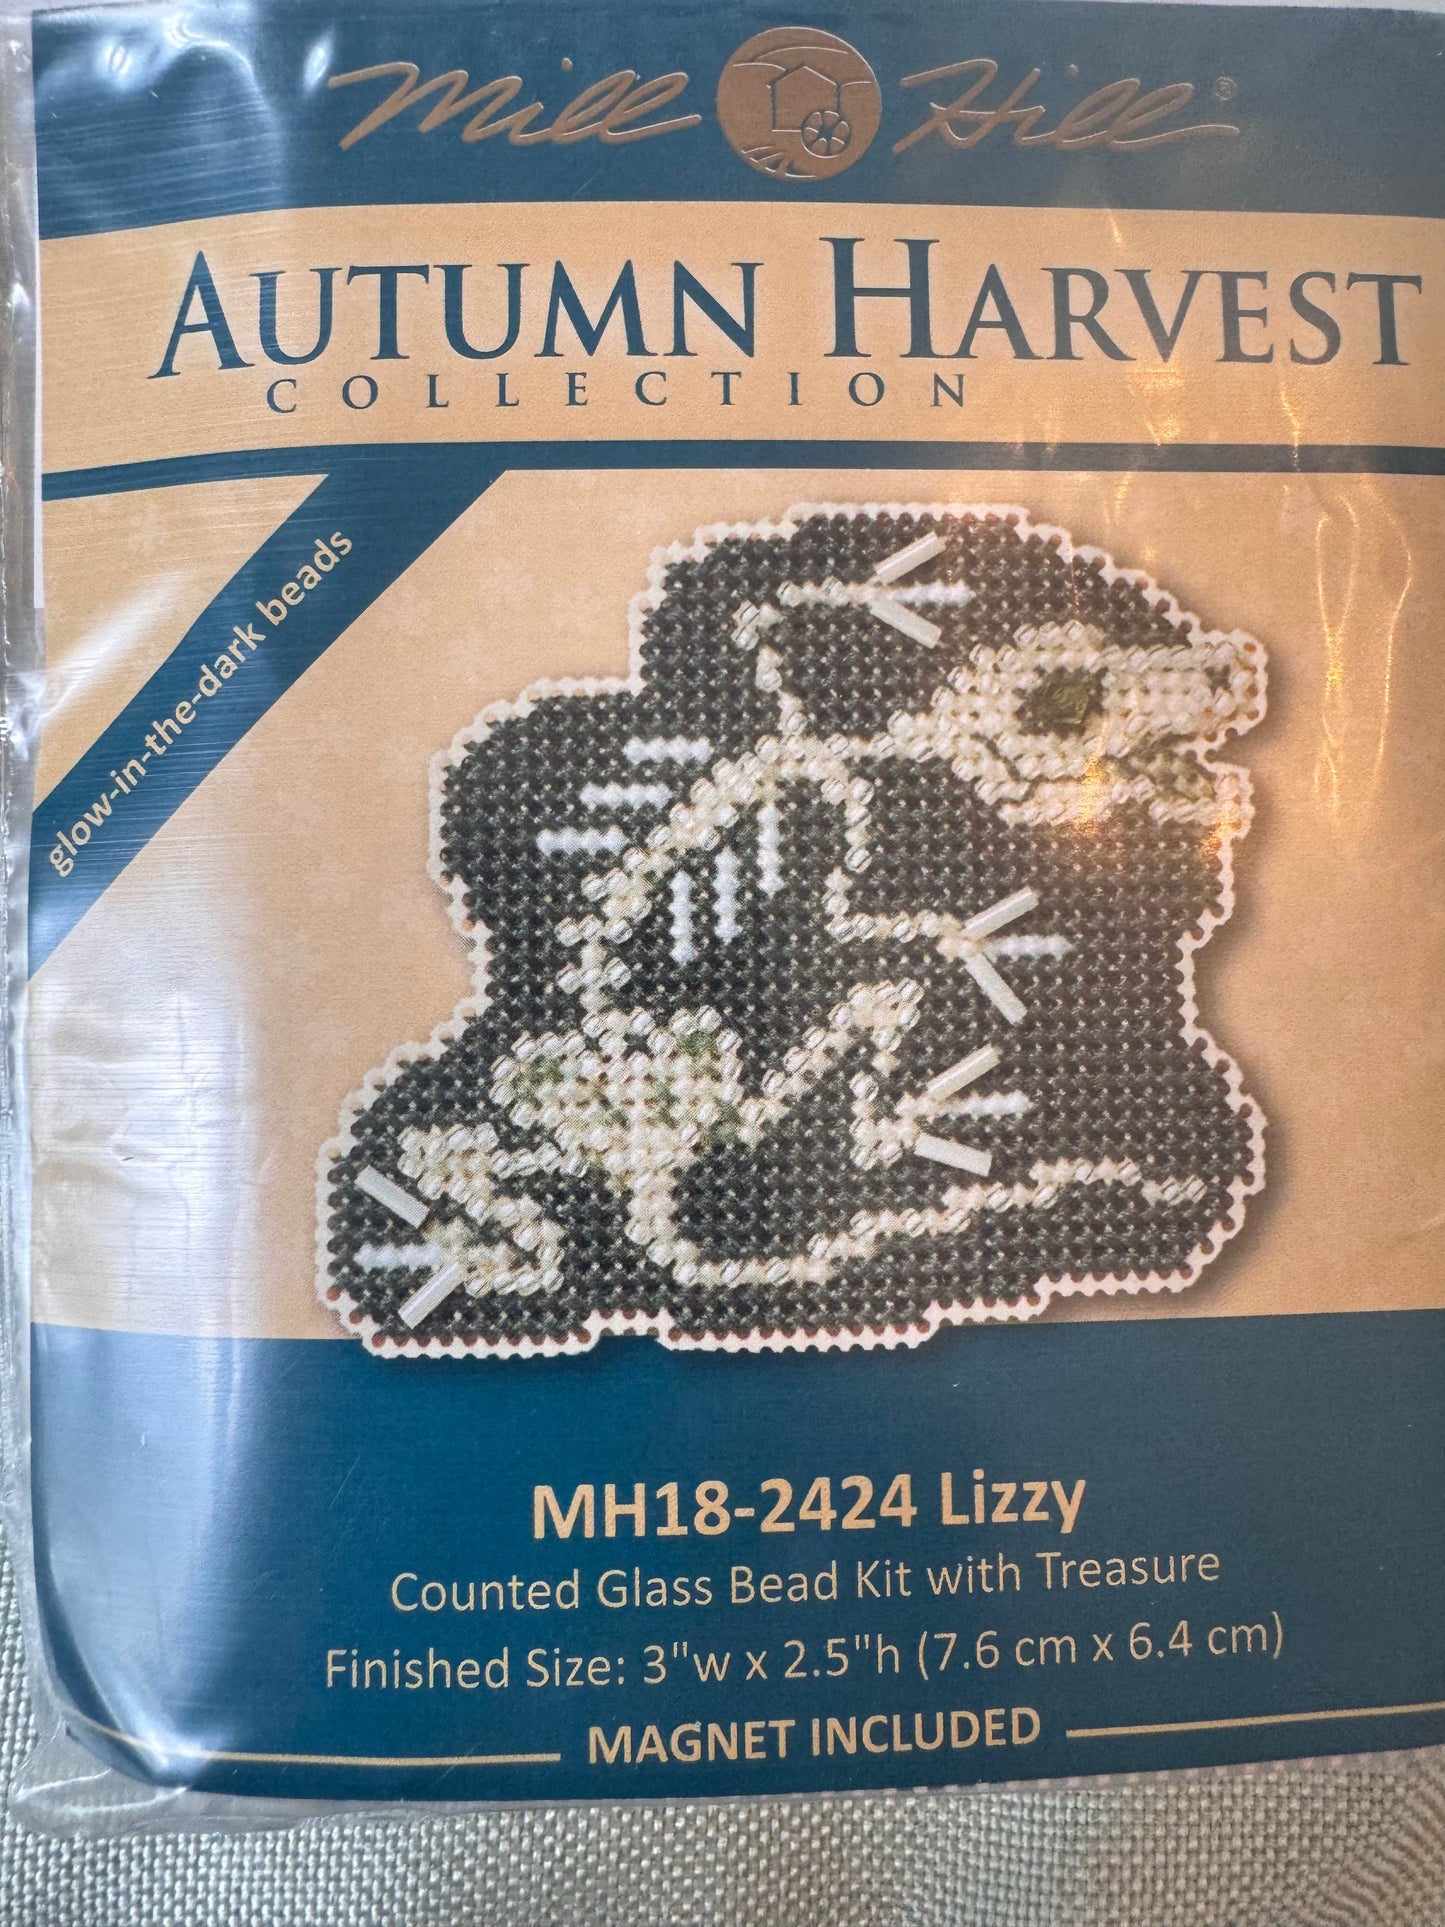 Mill Hill®
AUTUMN HARVEST
COLLECTION
glow-in-the-dark beads
MH18-2424 Lizzy
Counted Glass Bead Kit with Treasure
Finished Size: 3"w x 2.5"h (7.6 cm x 6.4 cm)
MAGNET INCLUDED